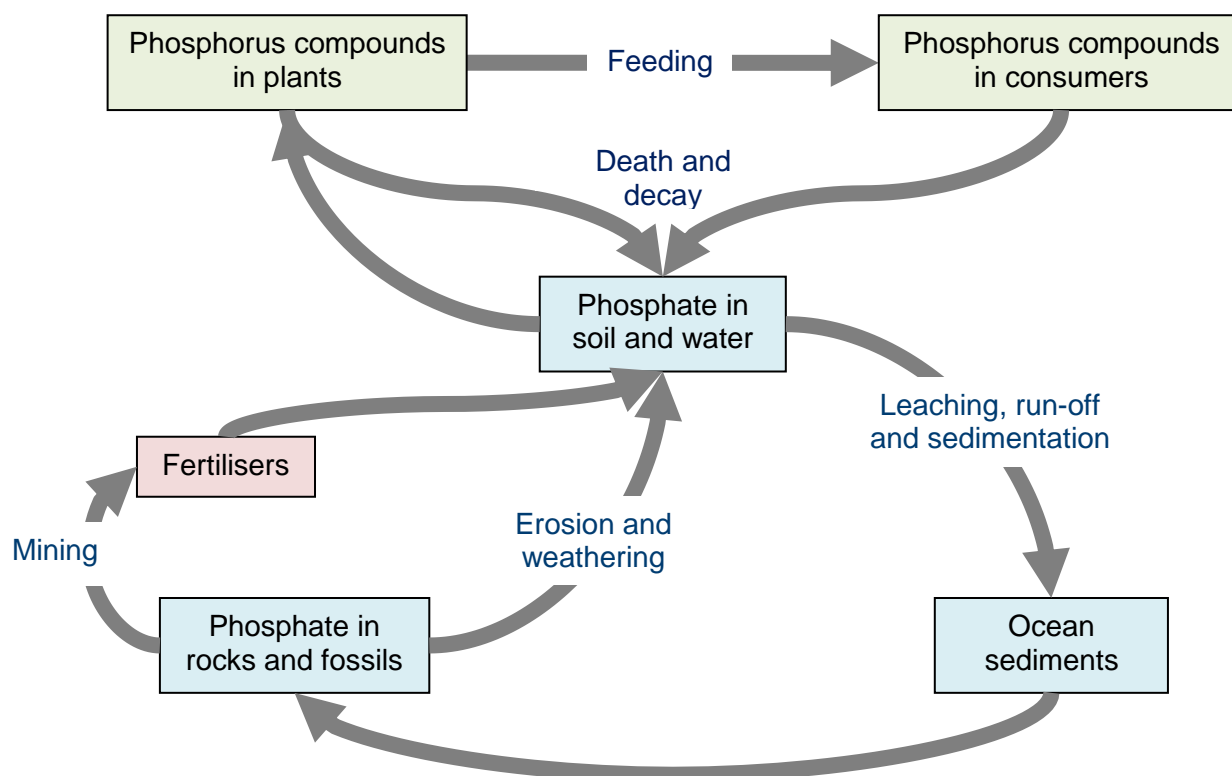 Phosphorus compounds
in plants
Feeding
Phosphorus compounds
in consumers
Death and
decay
Phosphate in
soil and water
Leaching, run-off
and sedimentation
Fertilisers
Mining
Erosion and
weathering
Phosphate in
rocks and fossils
Ocean
sediments